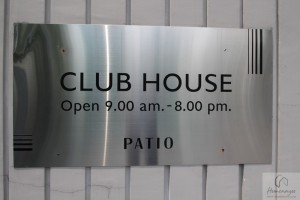 CLUB HOUSE
Open 9.00 am.-8.00 pm.
PATIO